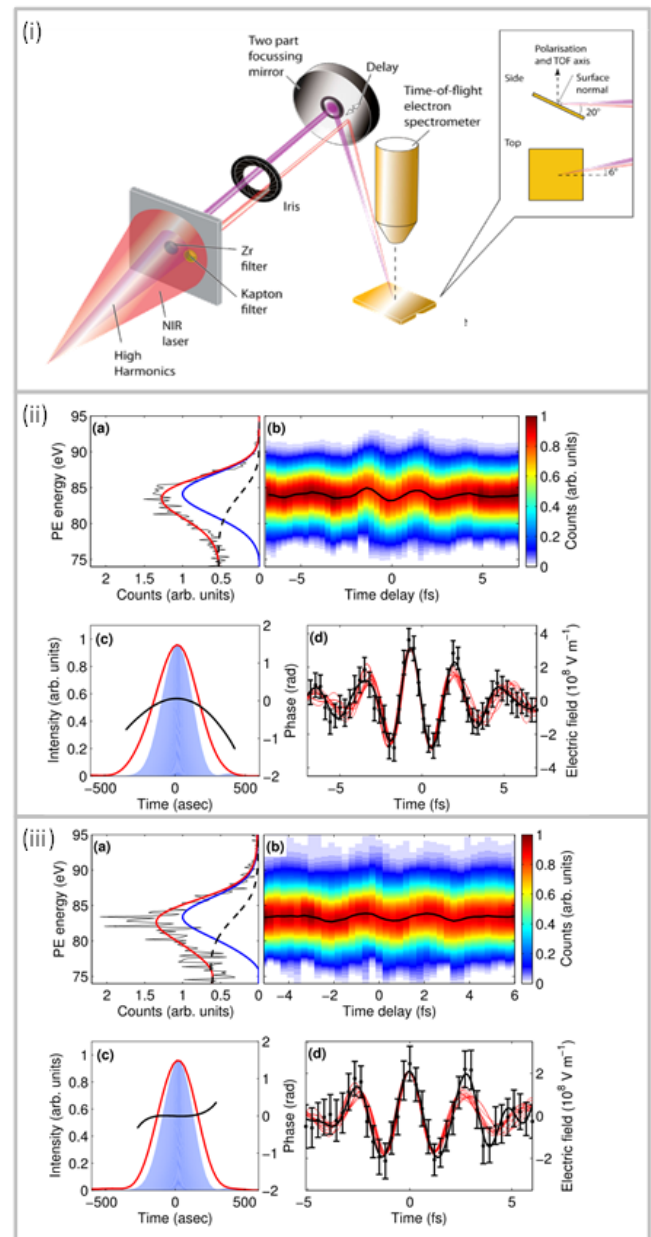 (i)
Two part
focussing
mirror
Delay
Time-of-flight
electron
spectrometer
Polarisation
and TOF axis
Side
Surface
normal
20°
Top
6°
Iris
Zr
filter
Kapton
filter
NIR
laser
High
Harmonics
(ii)
(a)
PE energy (eV)
95
90
85
80
75
2 1.5 1 0.5 0
Counts (arb. units)
(b)
-5 0 5
Time delay (fs)
1
0.8
0.6
0.4
0.2
0
Counts (arb. units)
(c)
Intensity (arb. units)
1
0.8
0.6
0.4
0.2
0
-500 0 500
Time (asec)
2
1
0
-1
-2
Phase (rad)
(d)
-5 0 5
Time (fs)
4
2
0
-2
-4
Electric field (10⁸ V m⁻¹)
(iii)
(a)
PE energy (eV)
95
90
85
80
75
2 1.5 1 0.5 0
Counts (arb. units)
(b)
-4 -2 0 2 4 6
Time delay (fs)
1
0.8
0.6
0.4
0.2
0
Counts (arb. units)
(c)
Intensity (arb. units)
1
0.8
0.6
0.4
0.2
0
-500 0 500
Time (asec)
2
1
0
-1
-2
Phase (rad)
(d)
-5 0 5
Time (fs)
2
0
-2
Electric field (10⁸ V m⁻¹)